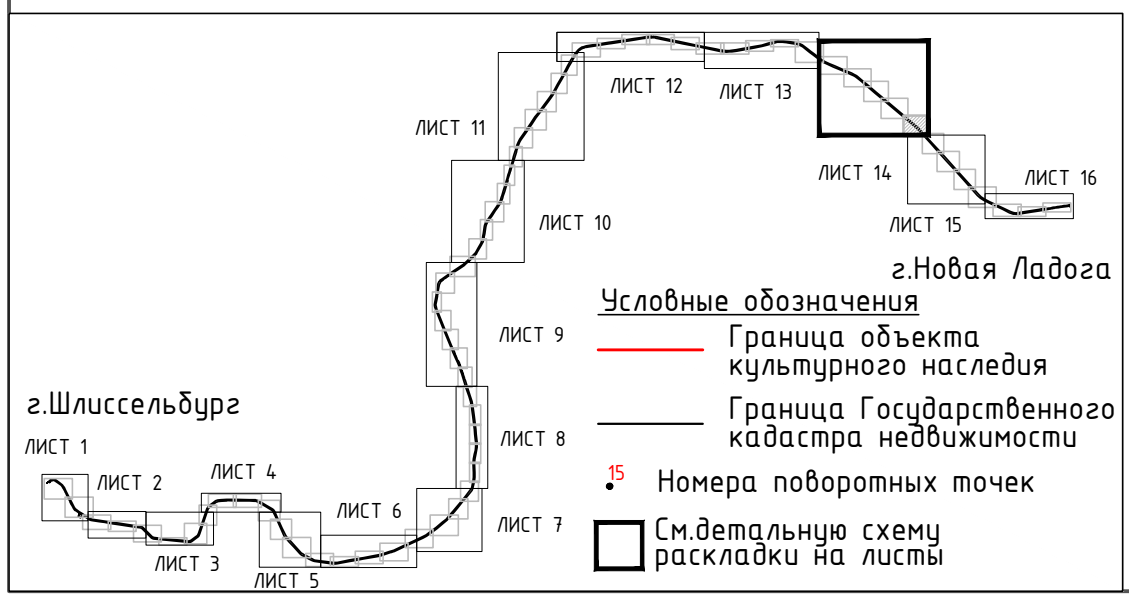 ЛИСТ 12
ЛИСТ 13
ЛИСТ 11
ЛИСТ 14
ЛИСТ 16
ЛИСТ 10
ЛИСТ 15
г.Новая Ладога
Условные обозначения
ЛИСТ 9
Граница объекта
культурного наследия
г.Шлиссельбург
Граница Государственного
кадастра недвижимости
ЛИСТ 8
ЛИСТ 1
ЛИСТ 2
ЛИСТ 4
15
Номера поворотных точек
ЛИСТ 6
ЛИСТ 7
См.детальную схему
раскладки на листы
ЛИСТ 3
ЛИСТ 5